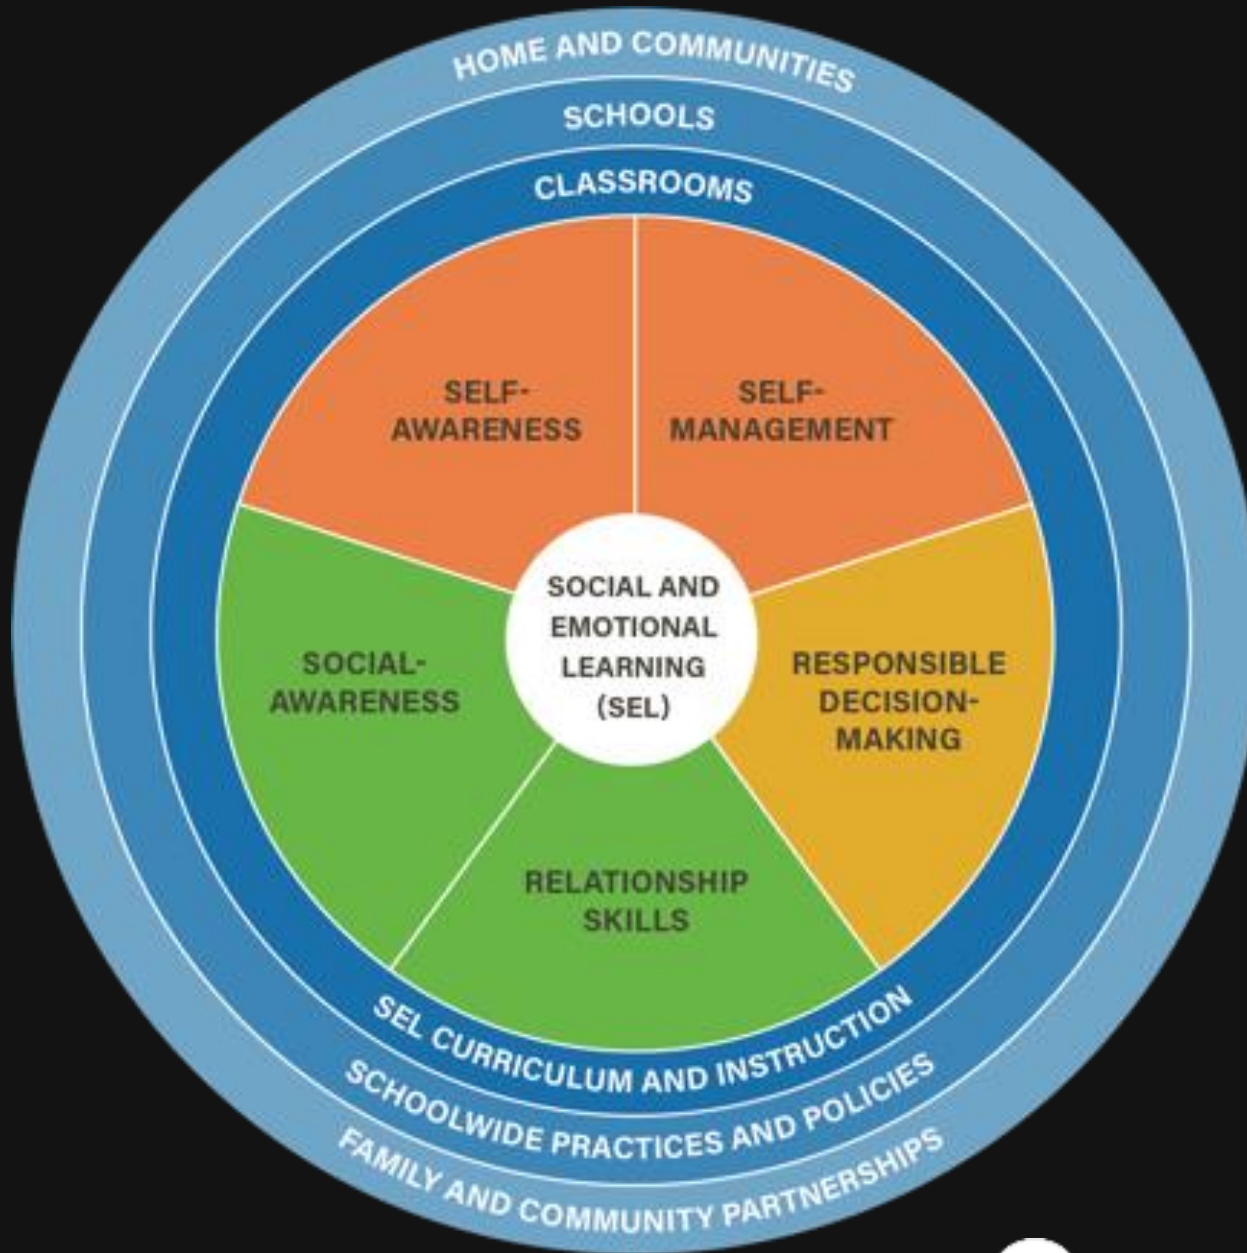 HOME AND COMMUNITIES
SCHOOLS
CLASSROOMS
SELF-
AWARENESS
SELF-
MANAGEMENT
SOCIAL AND
EMOTIONAL
LEARNING
(SEL)
SOCIAL-
AWARENESS
RESPONSIBLE
DECISION-
MAKING
RELATIONSHIP
SKILLS
SEL CURRICULUM AND INSTRUCTION
SCHOOLWIDE PRACTICES AND POLICIES
FAMILY AND COMMUNITY PARTNERSHIPS